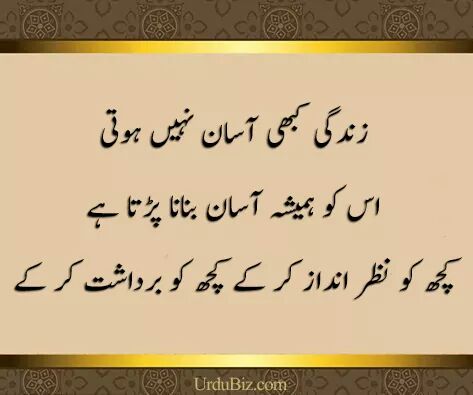 زندگی کبھی آسان نہیں ہوتی
اس کو ہمیشہ آسان بنانا پڑتا ہے
کچھ کو نظر انداز کر کے کچھ کو برداشت کر کے
UrduBiz.com